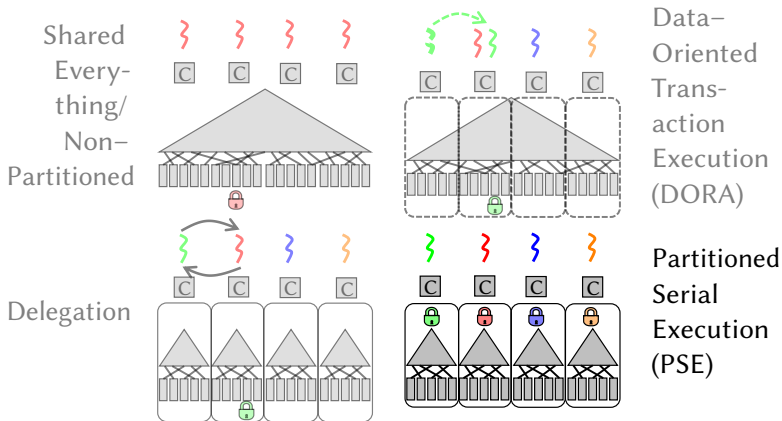 Shared
Every-
thing/
Non–
Partitioned
C C C C
C C C C
Data–
Oriented
Trans-
action
Execution
(DORA)
Delegation
C C C C
C C C C
Partitioned
Serial
Execution
(PSE)